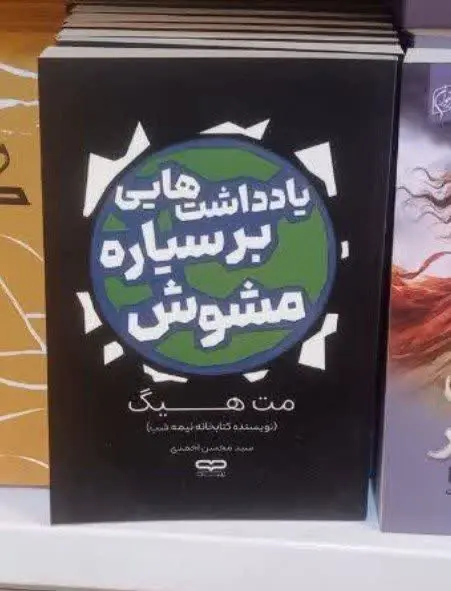 یادداشت‌هایی
بر سیاره
مشوش
مت هیگ
(نویسنده کتابخانه نیمه شب)
سید محسن احمدی